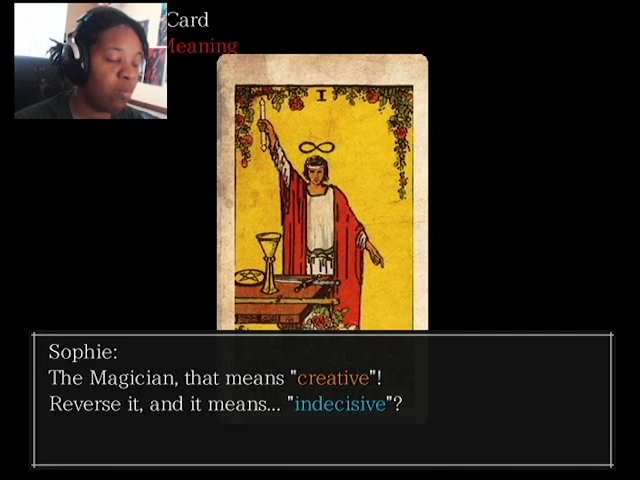 Card
Meaning
I
Sophie:
The Magician, that means "creative"!
Reverse it, and it means... "indecisive"?